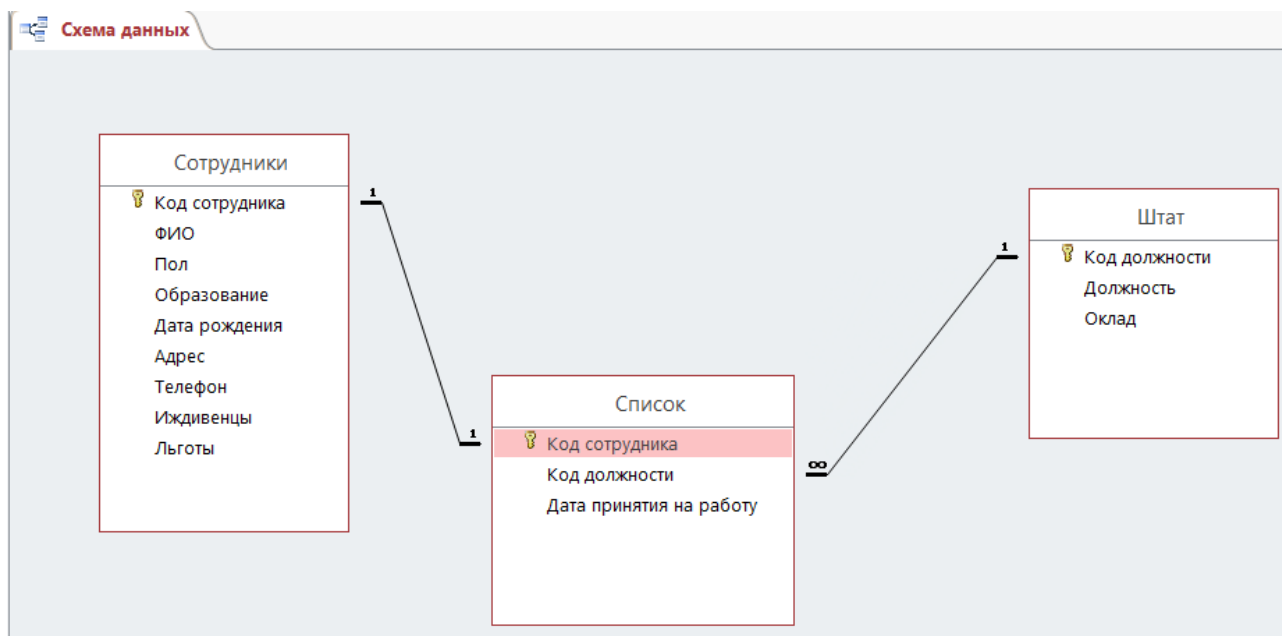 Схема данных
Сотрудники
Код сотрудника
ФИО
Пол
Образование
Дата рождения
Адрес
Телефон
Иждивенцы
Льготы
1
1
Список
Код сотрудника
Код должности
Дата принятия на работу
∞
1
Штат
Код должности
Должность
Оклад